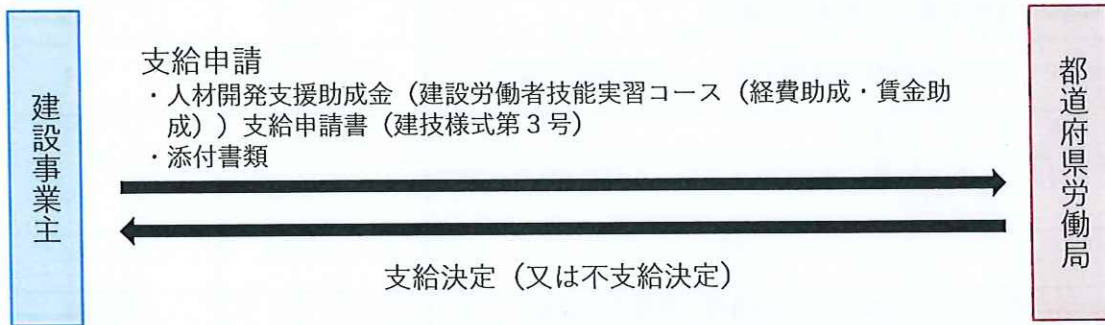 建設事業主
支給申請
・人材開発支援助成金（建設労働者技能実習コース（経費助成・賃金助
成））支給申請書（建技様式第３号）
・添付書類
支給決定（又は不支給決定）
都道府県労働局